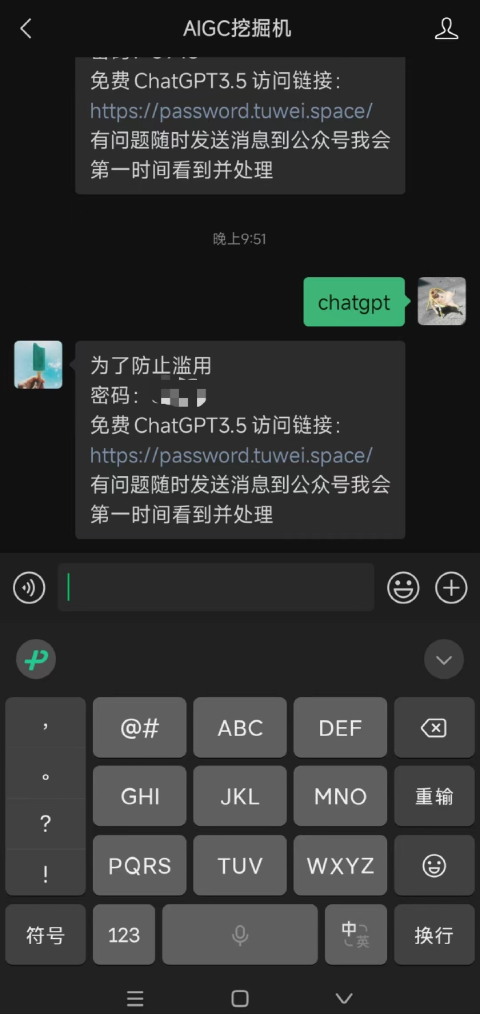 AIGC挖掘机
免费 ChatGPT3.5 访问链接：
https://password.tuwei.space/
有问题随时发送消息到公众号我会
第一时间看到并处理
晚上9:51
chatgpt
为了防止滥用
密码：
免费 ChatGPT3.5 访问链接：
https://password.tuwei.space/
有问题随时发送消息到公众号我会
第一时间看到并处理
，
@#
ABC
DEF
。
GHI
JKL
MNO
重输
?
PQRS
TUV
WXYZ
!
符号
123
中
英
换行